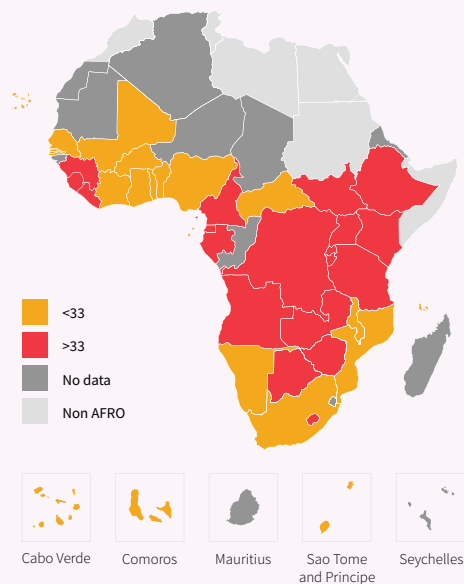 <33
>33
No data
Non AFRO
Cabo Verde
Comoros
Mauritius
Sao Tome
and Principe
Seychelles